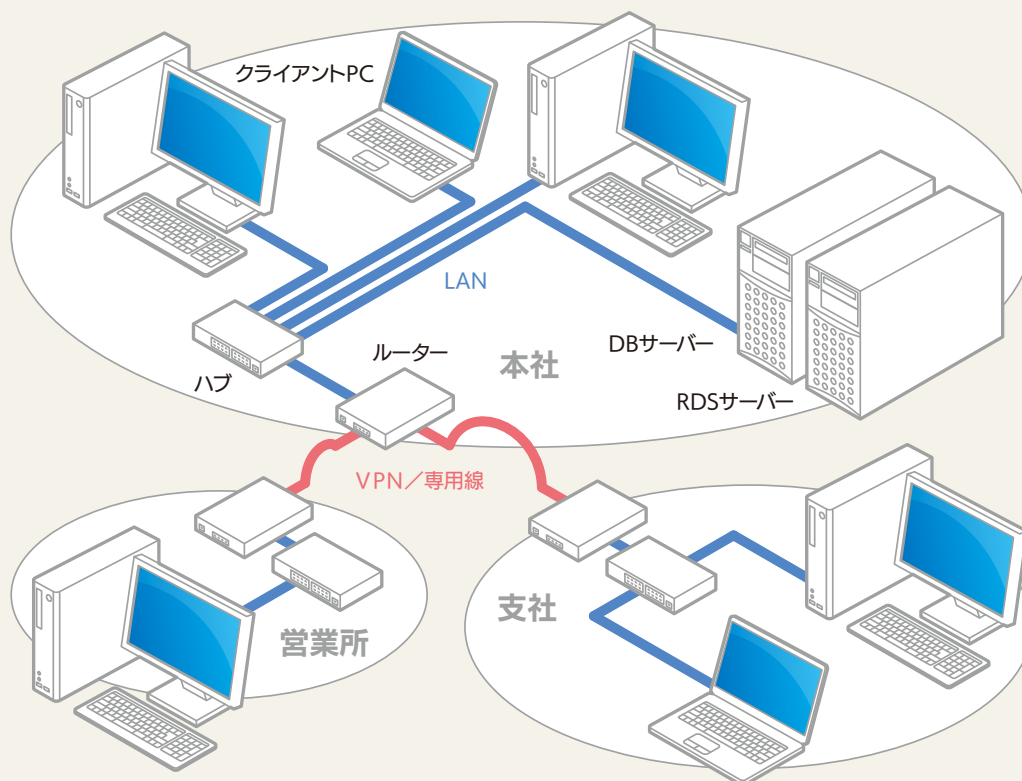 クライアントPC
LAN
DBサーバー
ルーター
本社
ハブ
RDSサーバー
VPN／専用線
支社
営業所